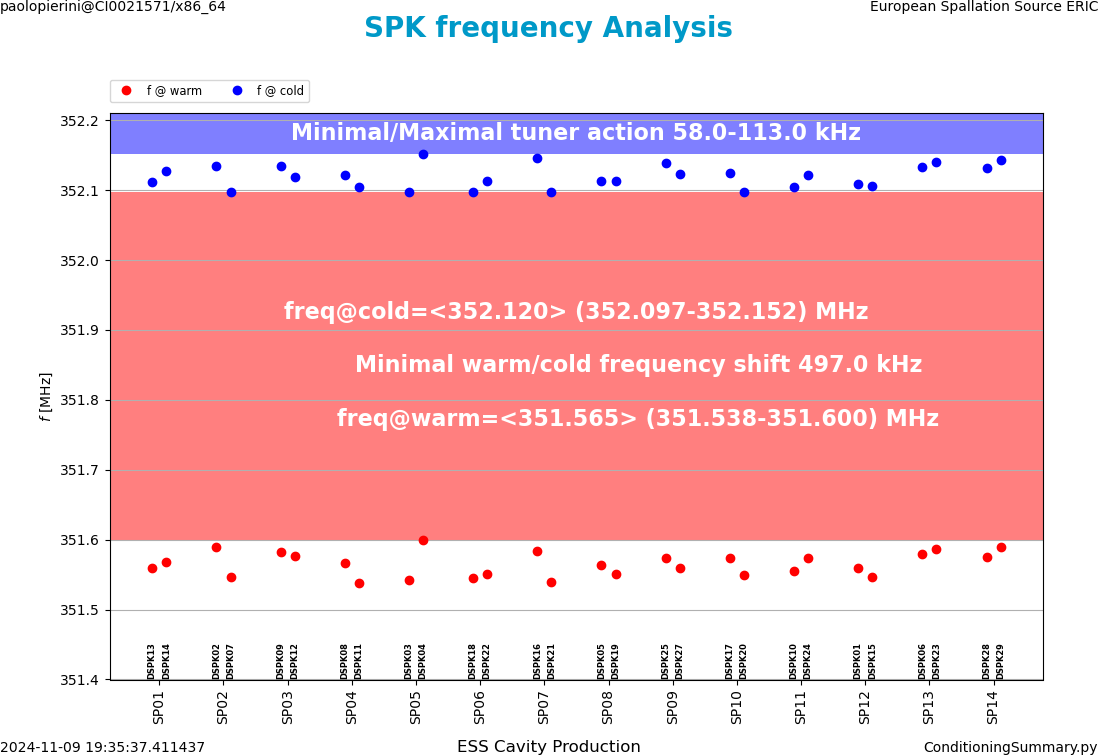 paolopierini@CI0021571/x86_64
European Spallation Source ERIC
SPK frequency Analysis
f @ warm
f @ cold
352.2
Minimal/Maximal tuner action 58.0-113.0 kHz
352.1
352.0
freq@cold=<352.120> (352.097-352.152) MHz
351.9
Minimal warm/cold frequency shift 497.0 kHz
351.8
freq@warm=<351.565> (351.538-351.600) MHz
351.7
351.6
351.5
351.4
f [MHz]
DSPK13
DSPK14
DSPK02
DSPK07
DSPK09
DSPK12
DSPK08
DSPK11
DSPK03
DSPK04
DSPK18
DSPK22
DSPK16
DSPK21
DSPK05
DSPK19
DSPK25
DSPK27
DSPK17
DSPK20
DSPK10
DSPK24
DSPK01
DSPK15
DSPK06
DSPK23
DSPK28
DSPK29
SP01
SP02
SP03
SP04
SP05
SP06
SP07
SP08
SP09
SP10
SP11
SP12
SP13
SP14
2024-11-09 19:35:37.411437
ESS Cavity Production
ConditioningSummary.py